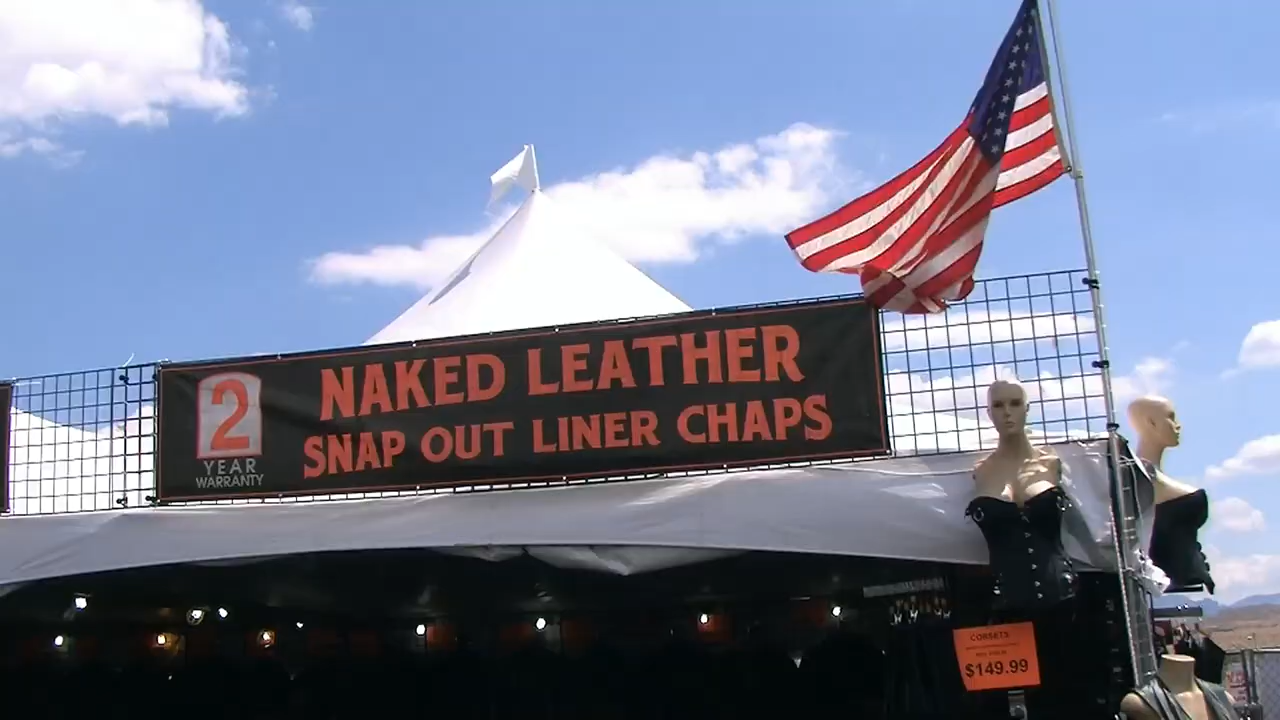 NAKED LEATHER
SNAP OUT LINER CHAPS
2
YEAR
WARRANTY
CORSETS
$149.99